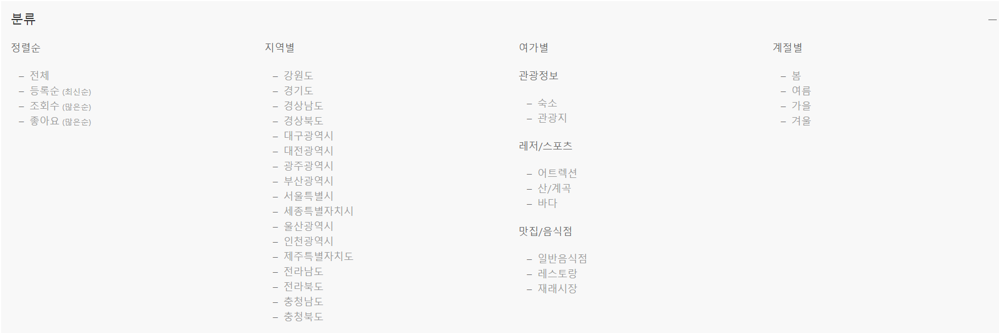 분류
정렬순
– 전체
– 등록순 (최신순)
– 조회수 (많은순)
– 좋아요 (많은순)
지역별
– 강원도
– 경기도
– 경상남도
– 경상북도
– 대구광역시
– 대전광역시
– 광주광역시
– 부산광역시
– 서울특별시
– 세종특별자치시
– 울산광역시
– 인천광역시
– 제주특별자치도
– 전라남도
– 전라북도
– 충청남도
– 충청북도
여가별
관광정보
– 숙소
– 관광지
레저/스포츠
– 어트렉션
– 산/계곡
– 바다
맛집/음식점
– 일반음식점
– 레스토랑
– 재래시장
계절별
– 봄
– 여름
– 가을
– 겨울